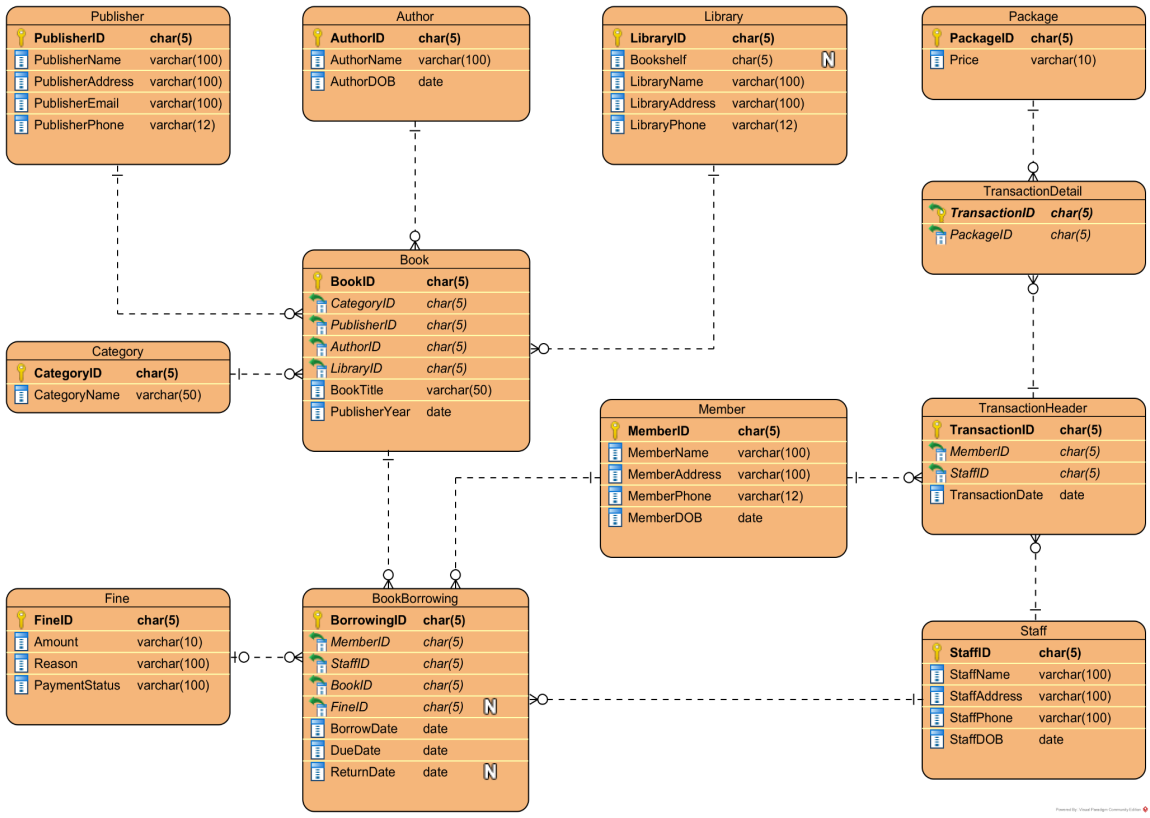 Publisher
PublisherID char(5)
PublisherName varchar(100)
PublisherAddress varchar(100)
PublisherEmail varchar(100)
PublisherPhone varchar(12)
Author
AuthorID char(5)
AuthorName varchar(100)
AuthorDOB date
Library
LibraryID char(5)
Bookshelf char(5) N
LibraryName varchar(100)
LibraryAddress varchar(100)
LibraryPhone varchar(12)
Package
PackageID char(5)
Price varchar(10)
TransactionDetail
TransactionID char(5)
PackageID char(5)
Book
BookID char(5)
CategoryID char(5)
PublisherID char(5)
AuthorID char(5)
LibraryID char(5)
BookTitle varchar(50)
PublisherYear date
Category
CategoryID char(5)
CategoryName varchar(50)
Member
MemberID char(5)
MemberName varchar(100)
MemberAddress varchar(100)
MemberPhone varchar(12)
MemberDOB date
TransactionHeader
TransactionID char(5)
MemberID char(5)
StaffID char(5)
TransactionDate date
Fine
FineID char(5)
Amount varchar(10)
Reason varchar(100)
PaymentStatus varchar(100)
BookBorrowing
BorrowingID char(5)
MemberID char(5)
StaffID char(5)
BookID char(5)
FineID char(5) N
BorrowDate date
DueDate date
ReturnDate date N
Staff
StaffID char(5)
StaffName varchar(100)
StaffAddress varchar(100)
StaffPhone varchar(100)
StaffDOB date
Powered By Visual Paradigm Community Edition